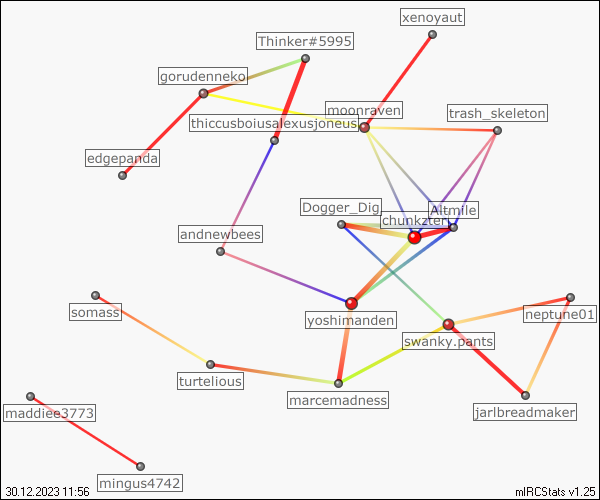 xenoyaut
Thinker#5995
gorudenneko
moonraven
trash_skeleton
thiccusboiusalexusjoneus
edgepanda
Dogger_Dig
Altmile
chunkzter
andnewbees
somass
yoshimanden
neptune01
swanky.pants
turtelious
marcemadness
maddiee3773
jarlbreadmaker
mingus4742
30.12.2023 11:56
mIRCStats v1.25